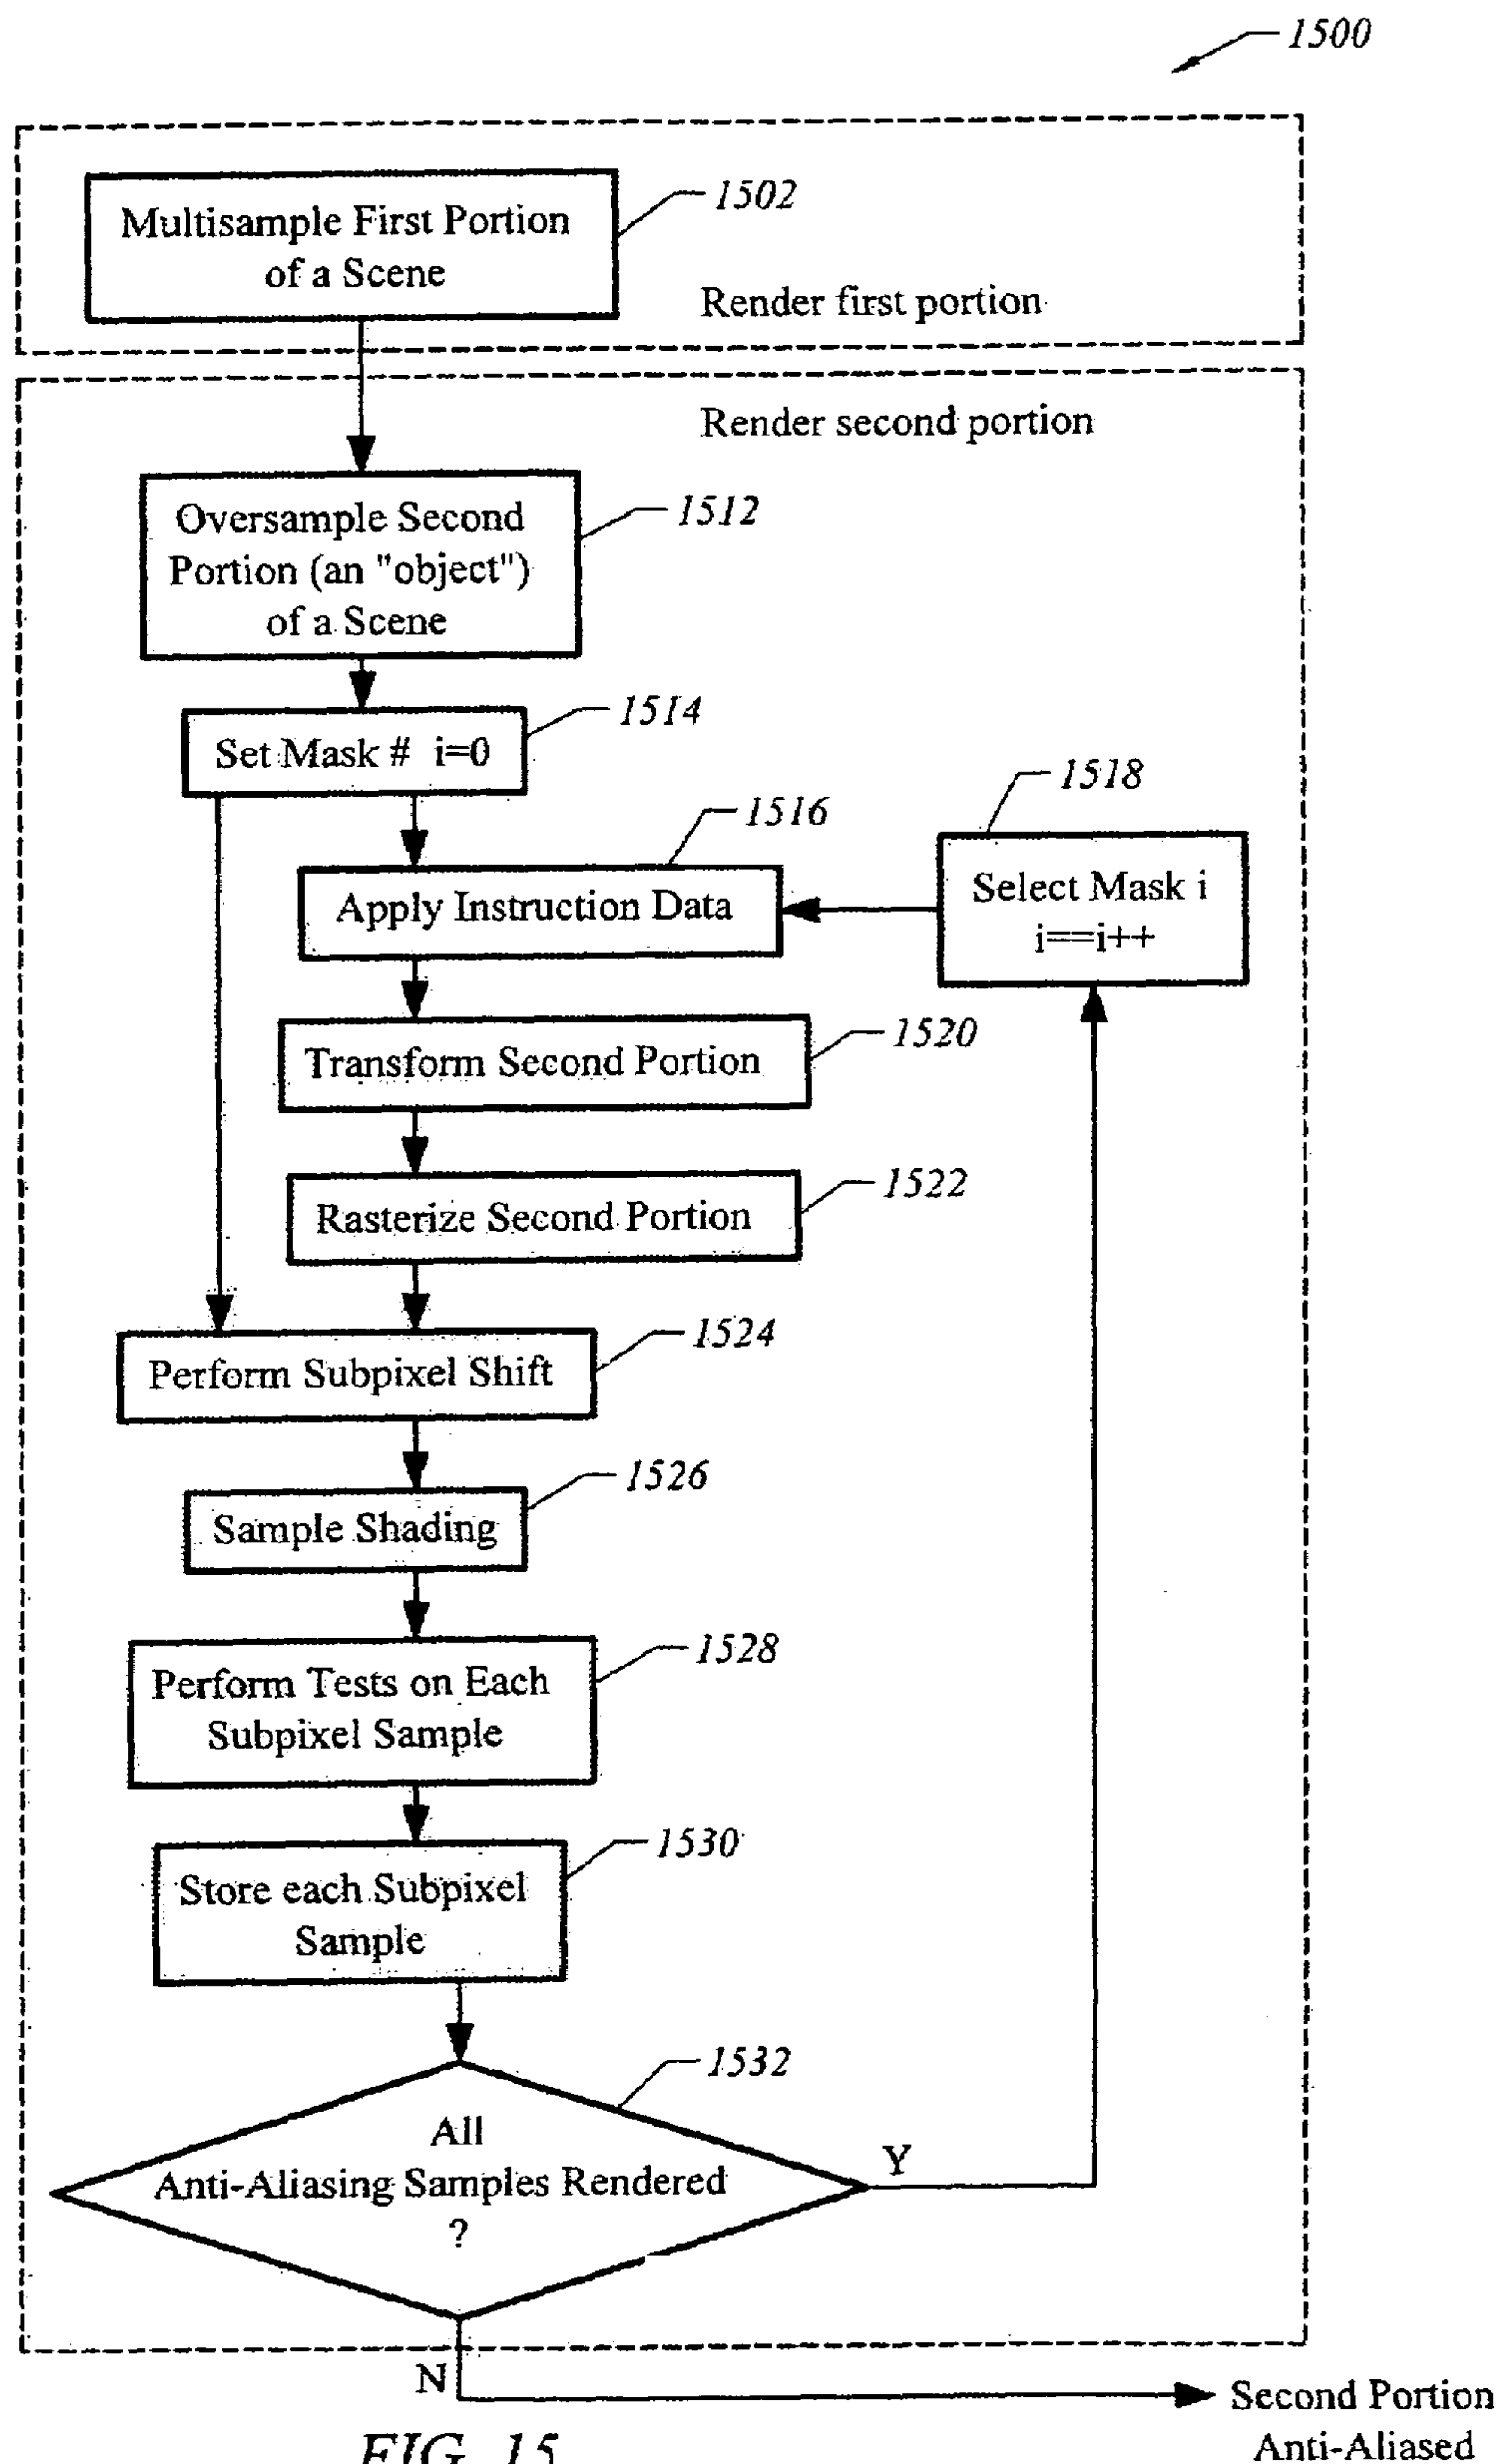 1500
Multisample First Portion
of a Scene
1502
Render first portion
Render second portion
Oversample Second
Portion (an "object")
of a Scene
1512
Set Mask # i=0
1514
1516
Apply Instruction Data
1518
Select Mask i
i==i++
Transform Second Portion
1520
Rasterize Second Portion
1522
Perform Subpixel Shift
1524
Sample Shading
1526
Perform Tests on Each
Subpixel Sample
1528
Store each Subpixel
Sample
1530
1532
All
Anti-Aliasing Samples Rendered
?
Y
N
Second Portion
Anti-Aliased
FIG. 15